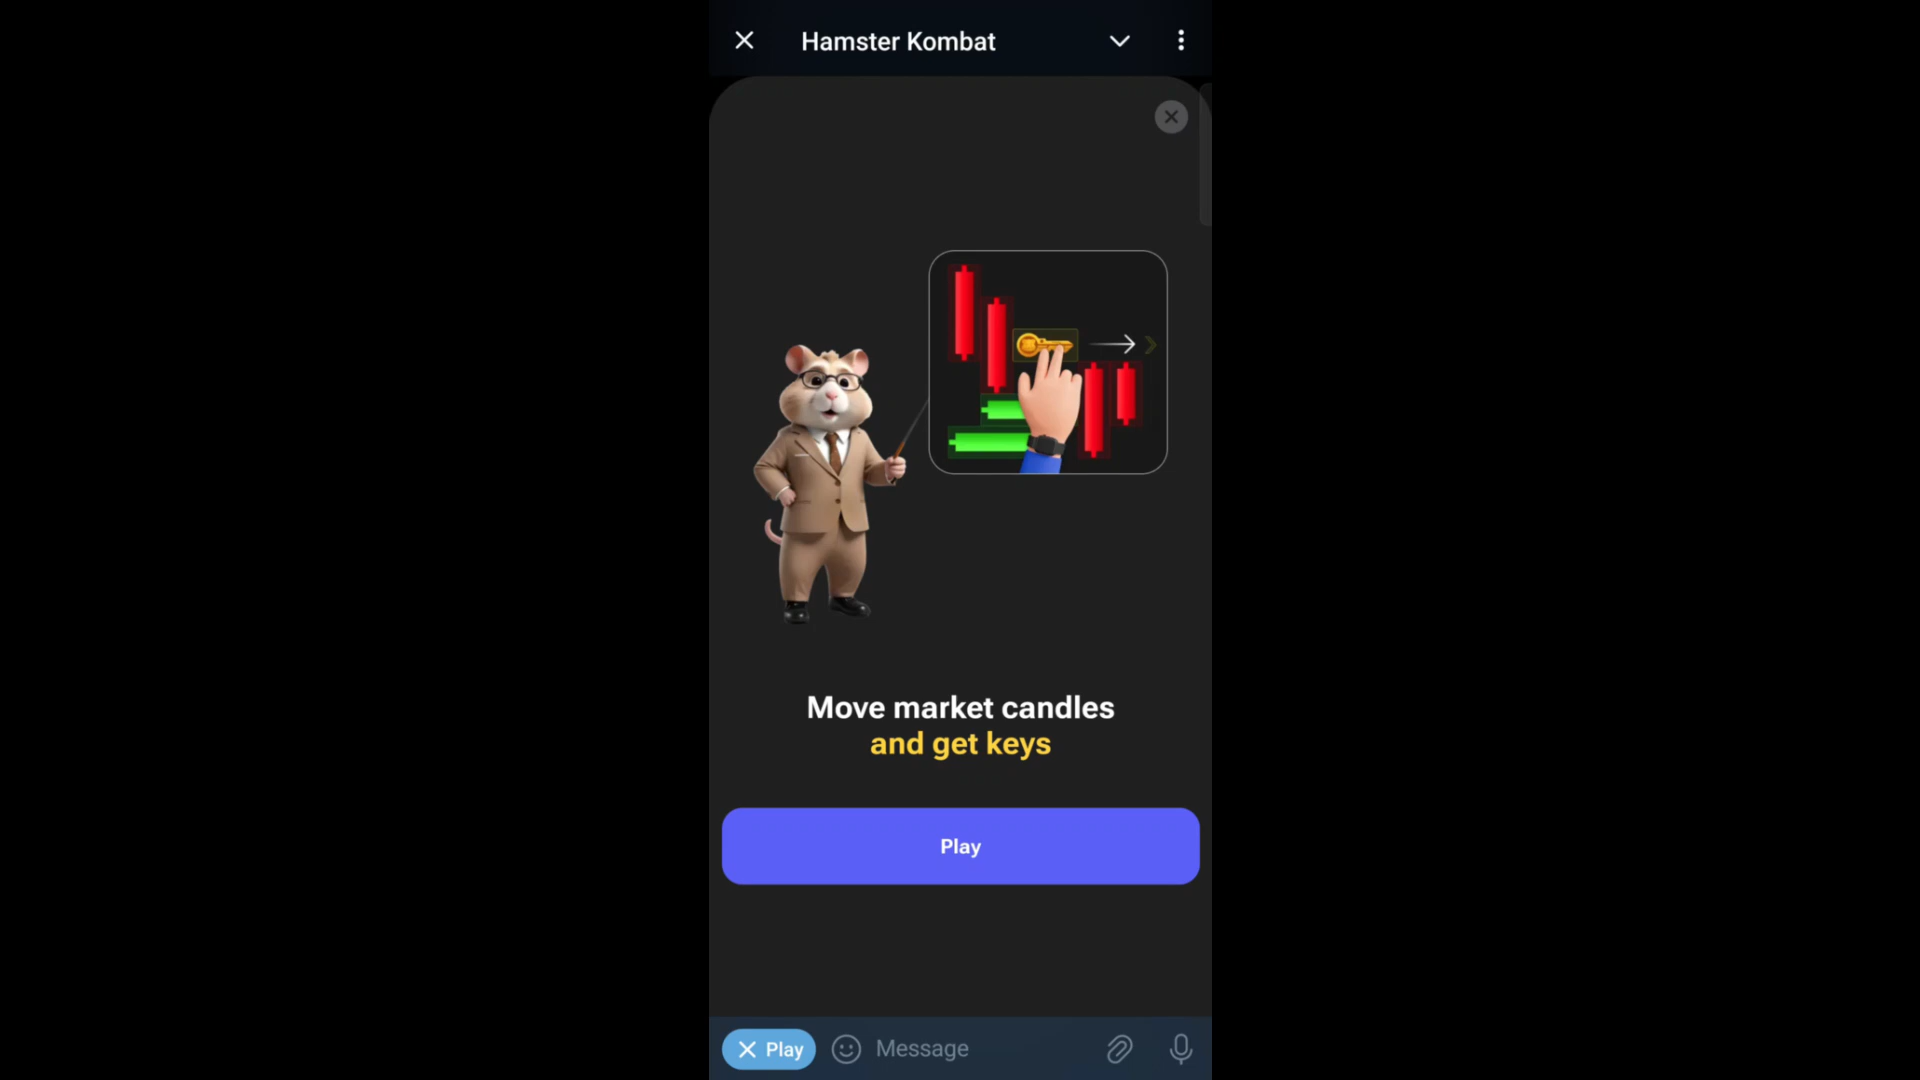 Hamster Kombat
Move market candles
and get keys
Play
Play
Message